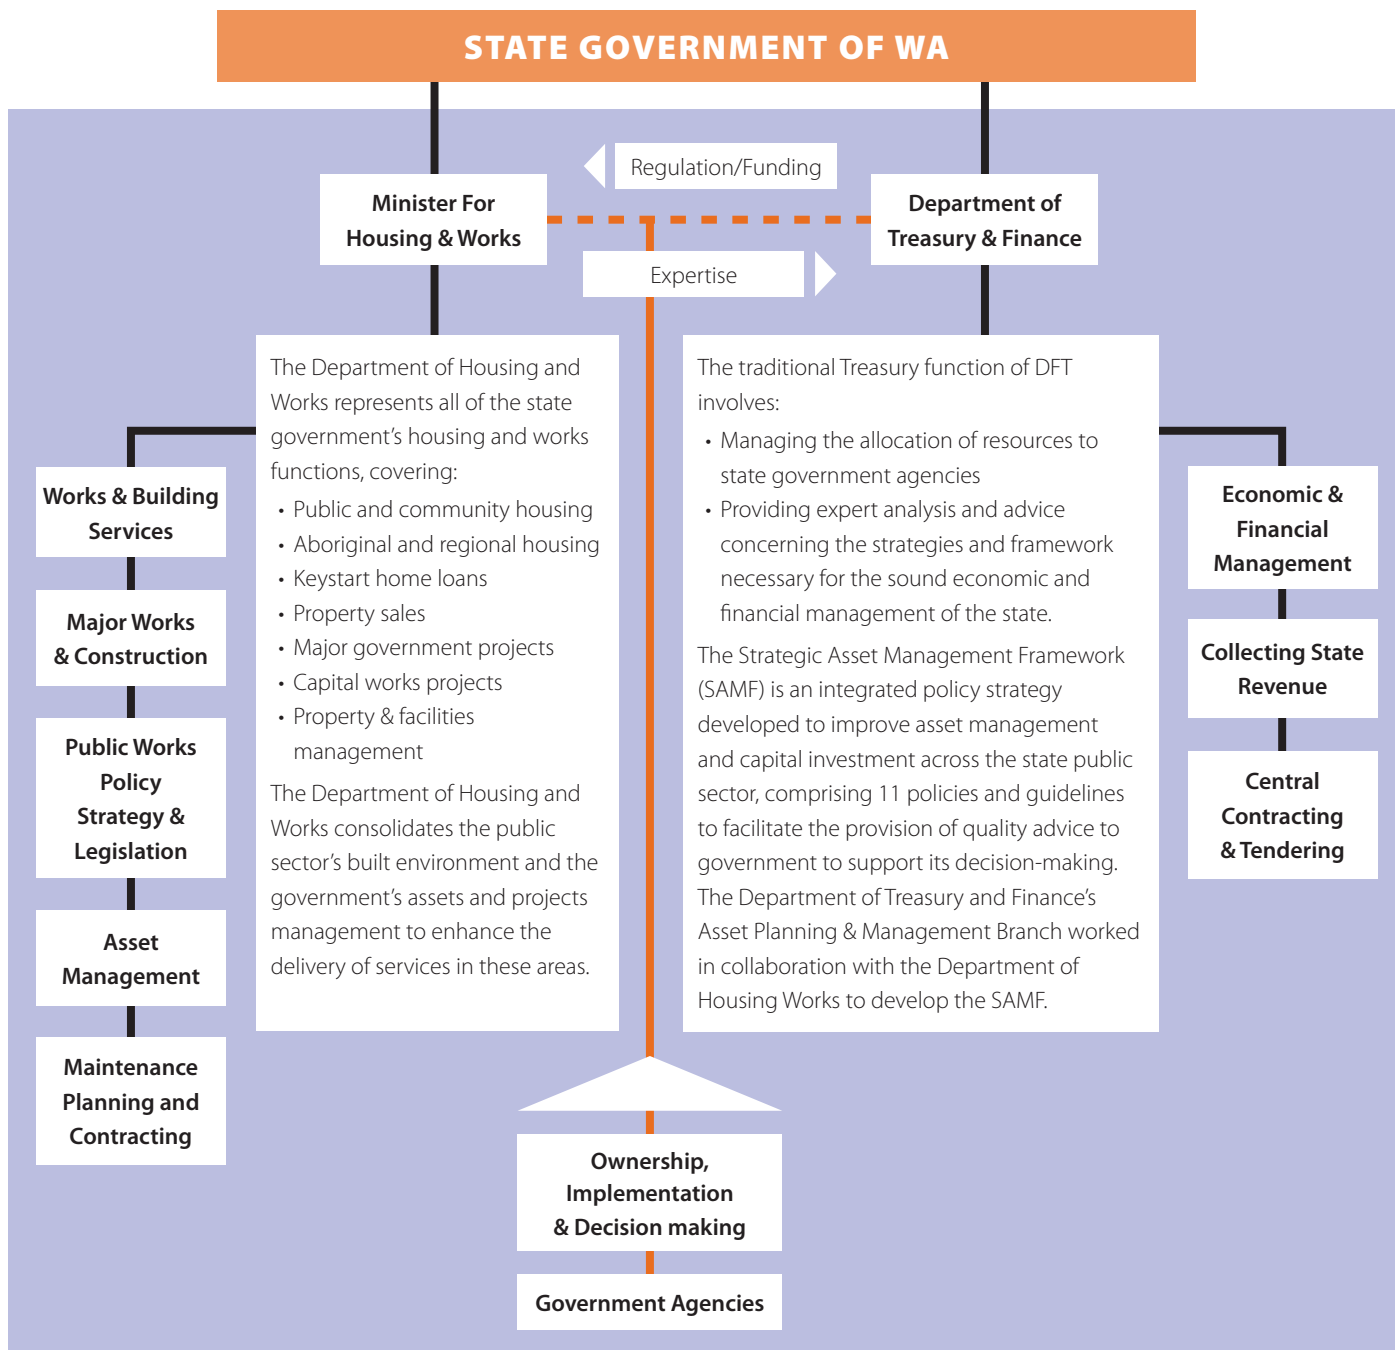 STATE GOVERNMENT OF WA
Regulation/Funding
Minister For
Housing & Works
Department of
Treasury & Finance
Expertise
The Department of Housing and
Works represents all of the state
government’s housing and works
functions, covering:
• Public and community housing
• Aboriginal and regional housing
• Keystart home loans
• Property sales
• Major government projects
• Capital works projects
• Property & facilities
management
The Department of Housing and
Works consolidates the public
sector’s built environment and the
government’s assets and projects
management to enhance the
delivery of services in these areas.
The traditional Treasury function of DFT
involves:
• Managing the allocation of resources to
state government agencies
• Providing expert analysis and advice
concerning the strategies and framework
necessary for the sound economic and
financial management of the state.
The Strategic Asset Management Framework
(SAMF) is an integrated policy strategy
developed to improve asset management
and capital investment across the state public
sector, comprising 11 policies and guidelines
to facilitate the provision of quality advice to
government to support its decision-making.
The Department of Treasury and Finance’s
Asset Planning & Management Branch worked
in collaboration with the Department of
Housing Works to develop the SAMF.
Works & Building
Services
Major Works
& Construction
Public Works
Policy
Strategy &
Legislation
Asset
Management
Maintenance
Planning and
Contracting
Economic &
Financial
Management
Collecting State
Revenue
Central
Contracting
& Tendering
Ownership,
Implementation
& Decision making
Government Agencies